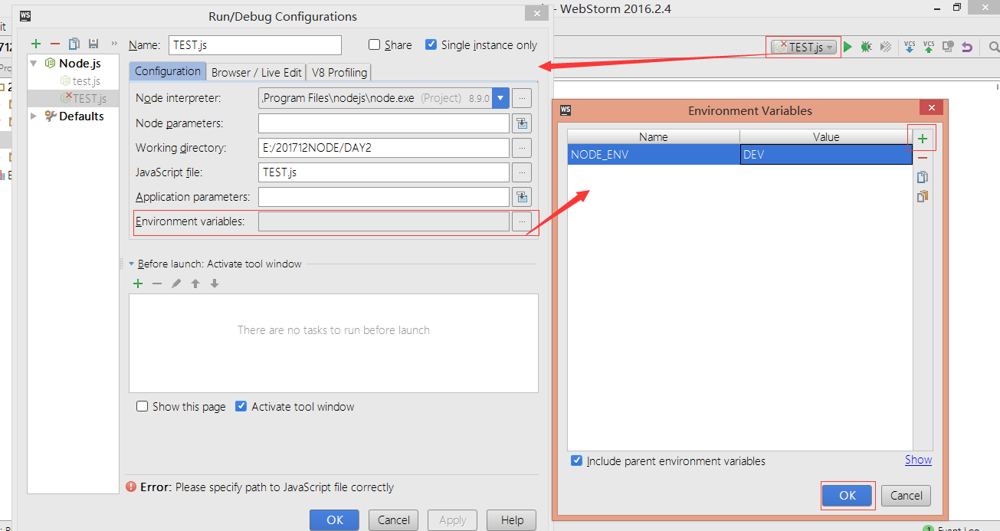 WS
Run/Debug Configurations
- WebStorm 2016.2.4
Name: TEST.js
Share
Single instance only
TEST.js
VCS
VCS
Node.js
test.js
TEST.js
Defaults
Configuration
Browser / Live Edit
V8 Profiling
Node interpreter: Program Files\nodejs\node.exe (Project) 8.9.0
Node parameters:
Working directory: E:/201712NODE/DAY2
JavaScript file: TEST.js
Application parameters:
Environment variables:
Before launch: Activate tool window
There are no tasks to run before launch
Show this page
Activate tool window
Error: Please specify path to JavaScript file correctly
OK
Cancel
Apply
Help
WS
Environment Variables
Name Value
NODE_ENV DEV
Include parent environment variables
Show
OK
Cancel